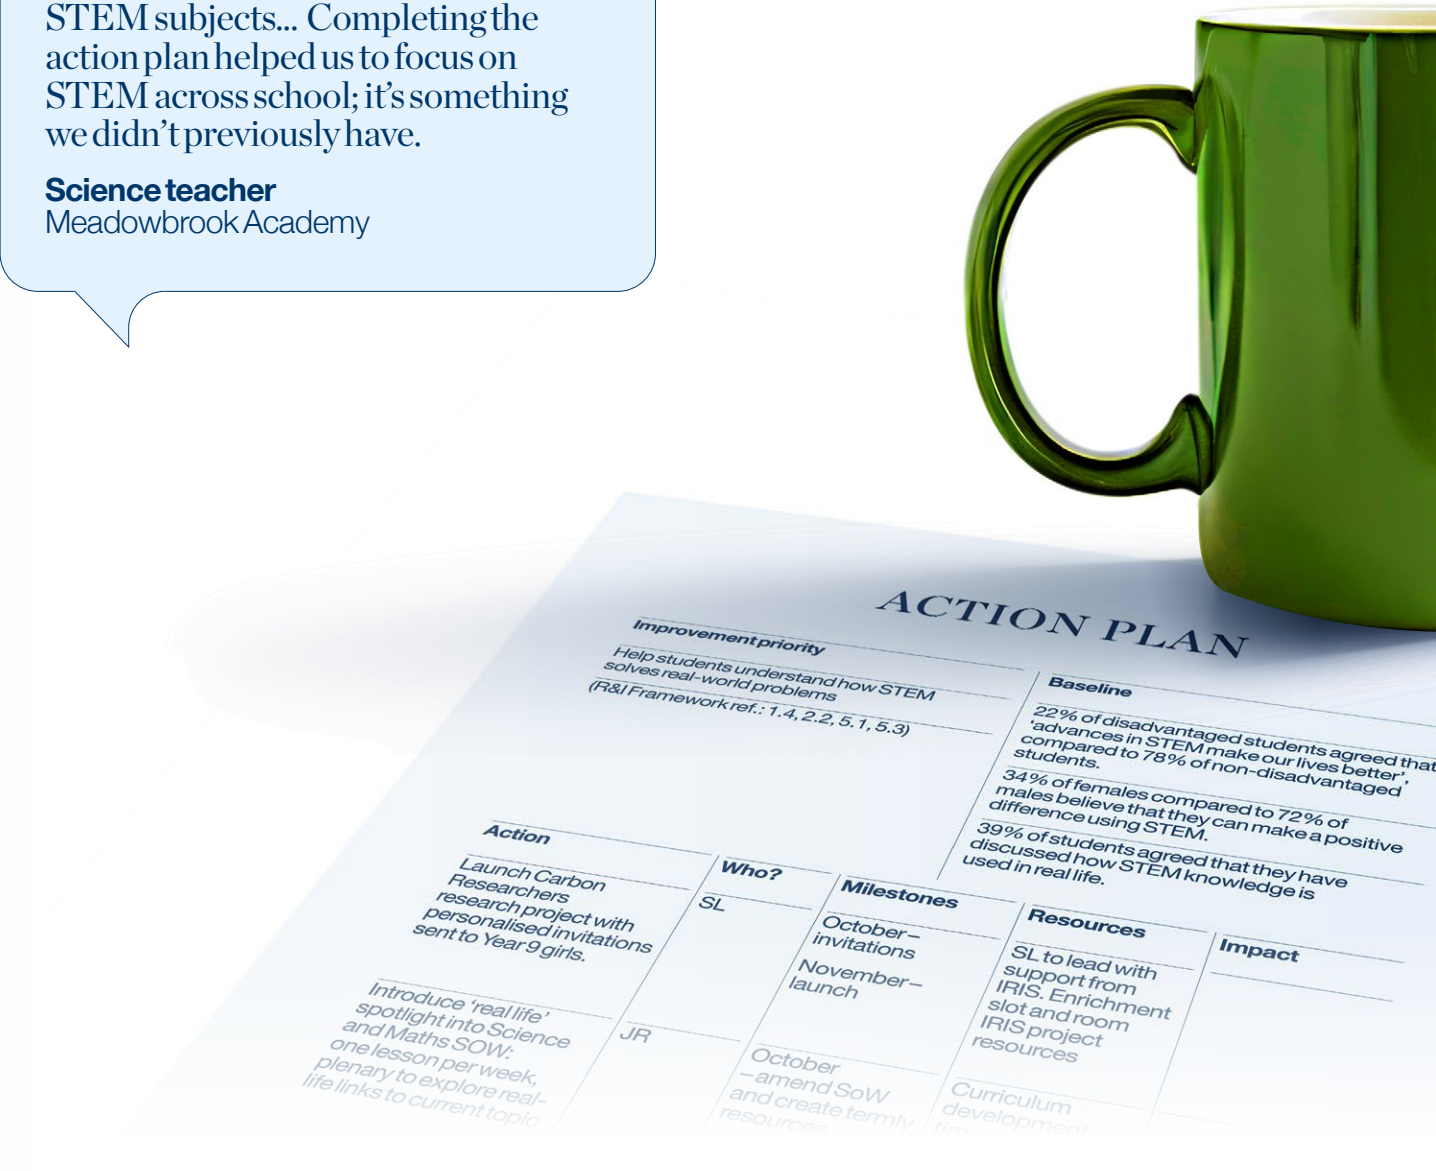 STEM subjects... Completing the
action plan helped us to focus on
STEM across school; it's something
we didn't previously have.
Science teacher
Meadowbrook Academy
ACTION PLAN
Improvement priority
Help students understand how STEM
solves real-world problems
(R&I Framework ref.: 1.4, 2.2, 5.1, 5.3)
Baseline
22% of disadvantaged students agreed that
'advances in STEM make our lives better',
compared to 78% of non-disadvantaged
students.
34% of females compared to 72% of
males believe that they can make a positive
difference using STEM.
39% of students agreed that they have
discussed how STEM knowledge is
used in real life.
Action
Who?
Milestones
Resources
Impact
Launch Carbon
Researchers
research project with
personalised invitations
sent to Year 9 girls.
SL
October –
invitations
November –
launch
SL to lead with
support from
IRIS. Enrichment
slot and room
IRIS project
resources
Introduce 'real life'
spotlight into Science
and Maths SOW:
one lesson per week,
plenary to explore real-
life links to current topic
JR
October
– amend SoW
and create termly
resources
Curriculum
development
time